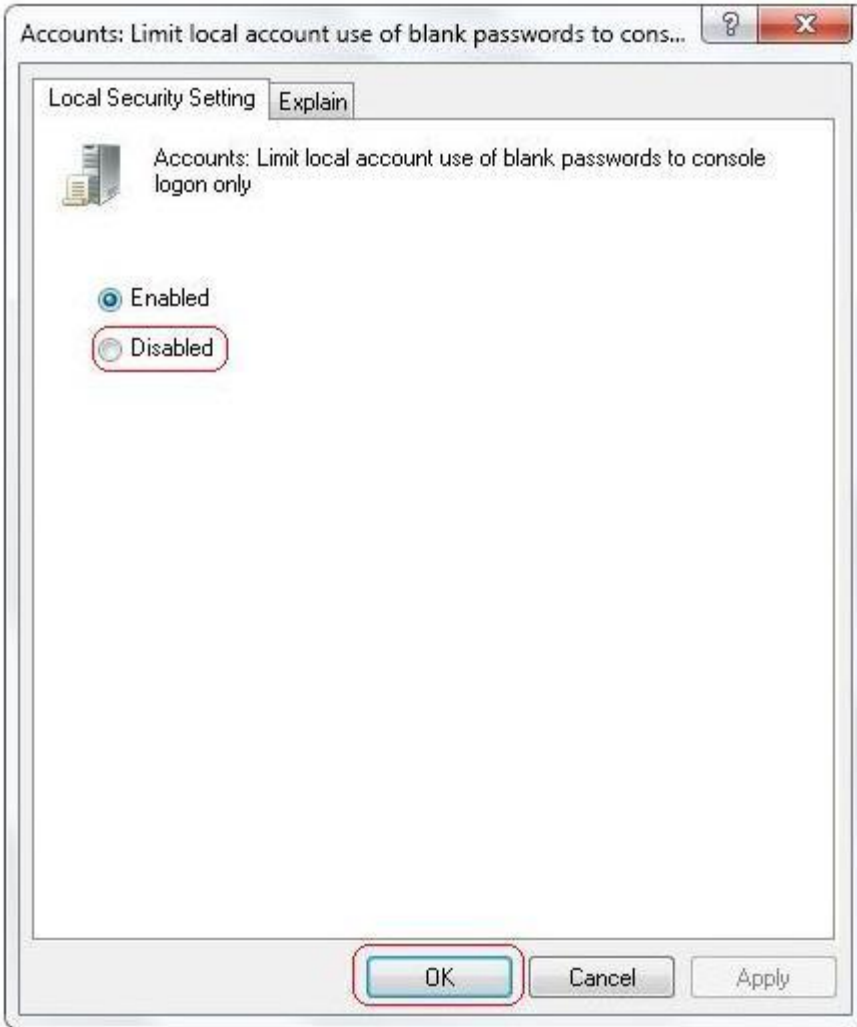 Accounts: Limit local account use of blank passwords to cons...
Local Security Setting
Explain
Accounts: Limit local account use of blank passwords to console
logon only
Enabled
Disabled
OK
Cancel
Apply